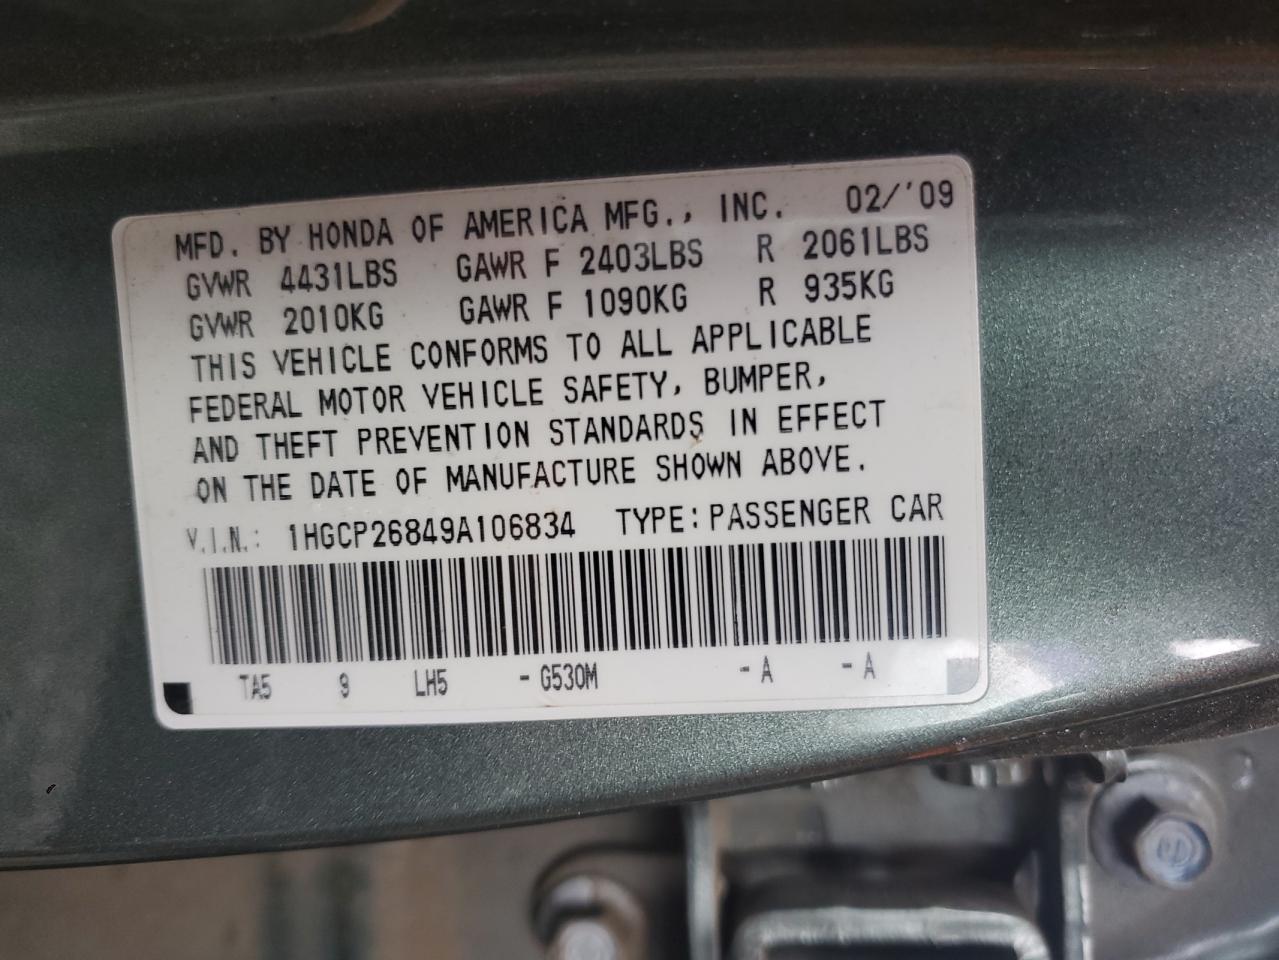 MFD. BY HONDA OF AMERICA MFG., INC. 02/'09
GVWR 4431LBS GAWR F 2403LBS R 2061LBS
GVWR 2010KG GAWR F 1090KG R 935KG
THIS VEHICLE CONFORMS TO ALL APPLICABLE
FEDERAL MOTOR VEHICLE SAFETY, BUMPER,
AND THEFT PREVENTION STANDARDS IN EFFECT
ON THE DATE OF MANUFACTURE SHOWN ABOVE.
V.I.N.: 1HGCP26849A106834 TYPE: PASSENGER CAR
TA5 9 LH5 - G530M - A - A